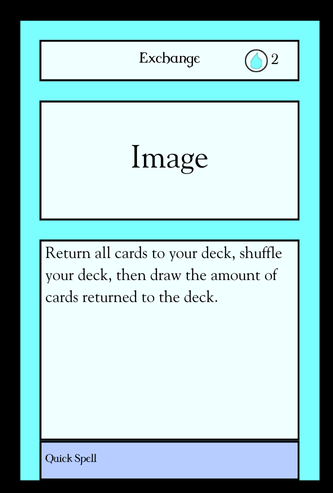 Exchange 2
Image
Return all cards to your deck, shuffle
your deck, then draw the amount of
cards returned to the deck.
Quick Spell